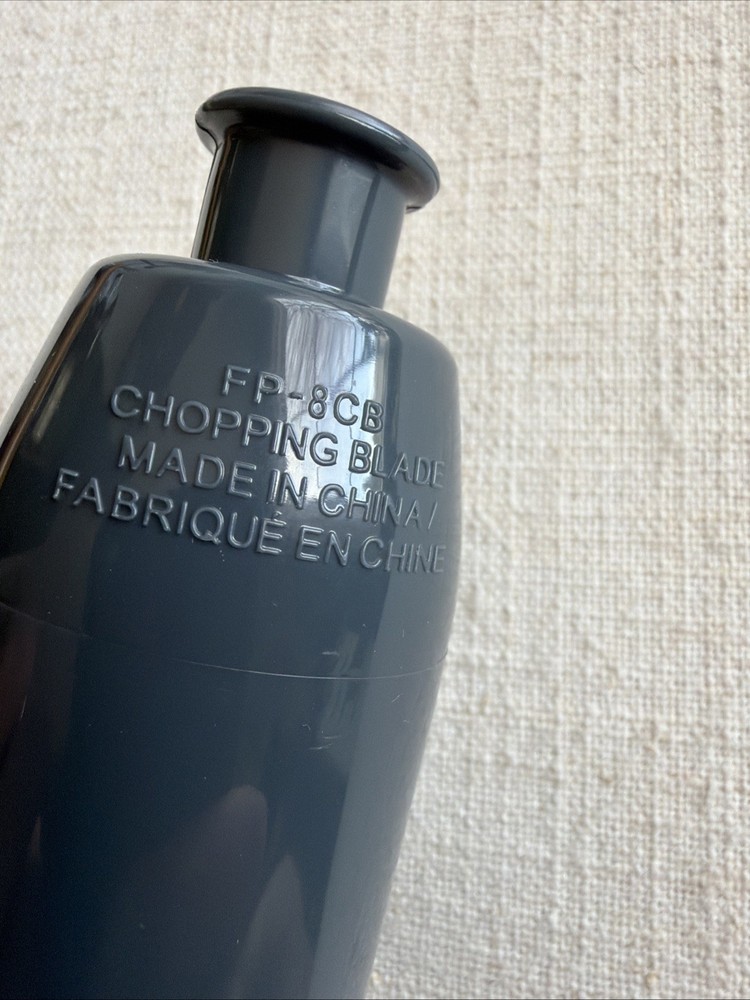 FP-8CB
CHOPPING BLADE
MADE IN CHINA/
FABRIQUÉ EN CHINE